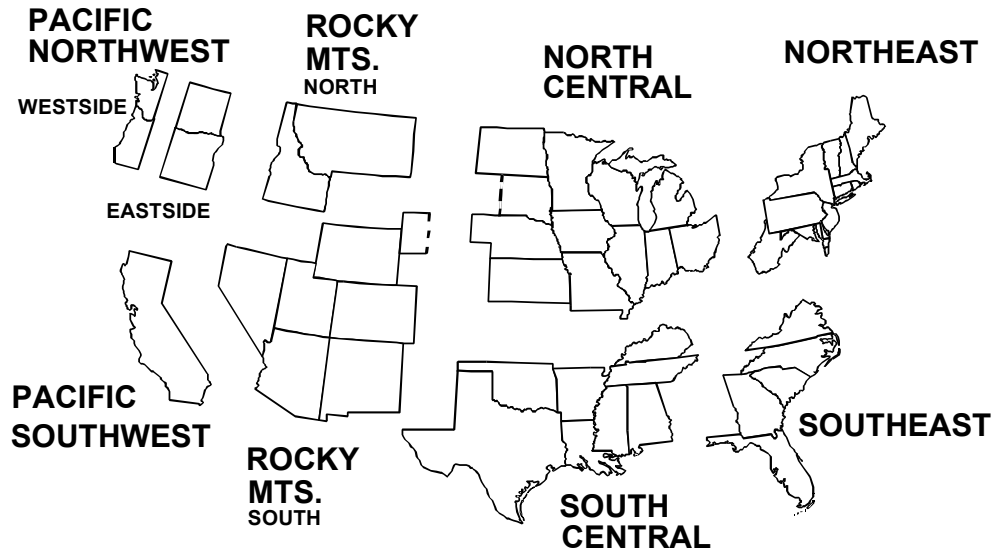 PACIFIC
NORTHWEST
WESTSIDE
EASTSIDE
ROCKY
MTS.
NORTH
NORTH
CENTRAL
NORTHEAST
PACIFIC
SOUTHWEST
ROCKY
MTS.
SOUTH
SOUTH
CENTRAL
SOUTHEAST